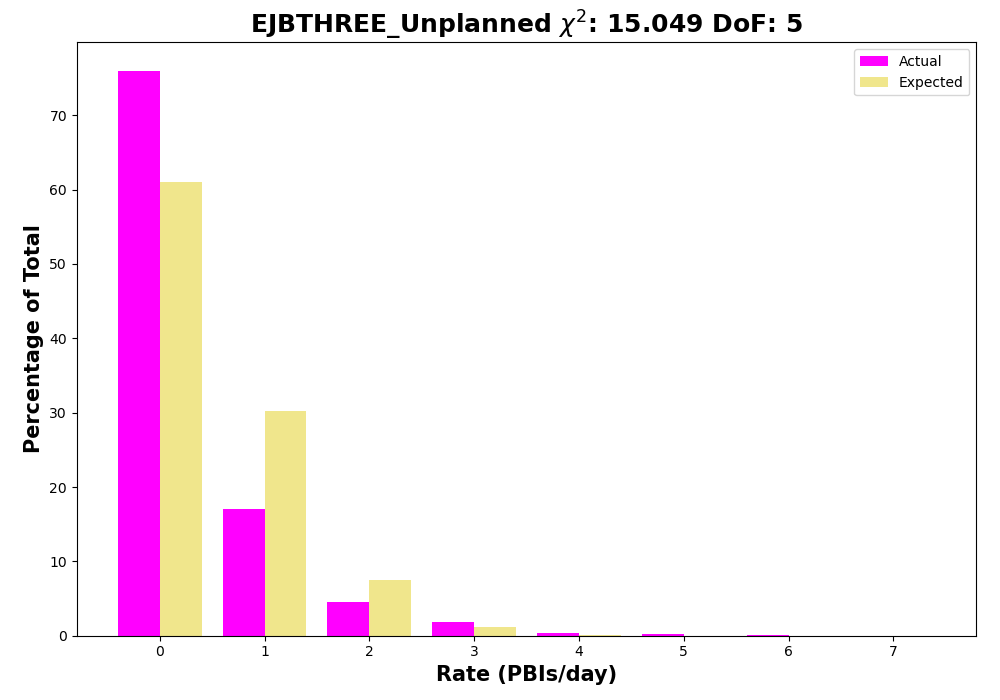 EJBTHREE_Unplanned χ²: 15.049 DoF: 5
Actual
Expected
Percentage of Total
70
60
50
40
30
20
10
0
0 1 2 3 4 5 6 7
Rate (PBIs/day)